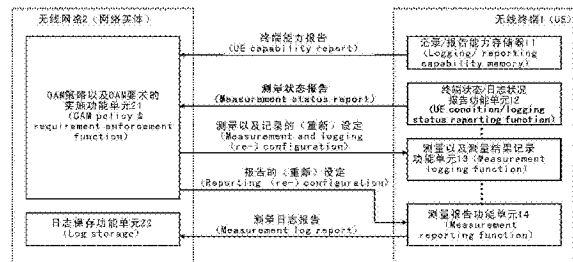 无线网络2（网络实体）
无线终端1（UE）
终端能力报告
(UE capability report)
记录/报告能力存储器11
(Logging/ reporting
capability memory)
OAM策略以及OAM要求的
实施功能单元21
(OAM policy &
requirement enforcement
function)
测量状态报告
(Measurement status report)
终端状态/日志状况
报告功能单元12
(UE condition/logging
status reporting function)
测量以及记录的（重新）设定
(Measurement and logging
(re-) configuration)
测量以及测量结果记录
功能单元13 (Measurement
logging function)
报告的（重新）设定
(Reporting (re-) configuration)
日志保存功能单元22
(Log storage)
测量日志报告
(Measurement log report)
测量报告功能单元14
(Measurement
reporting function)